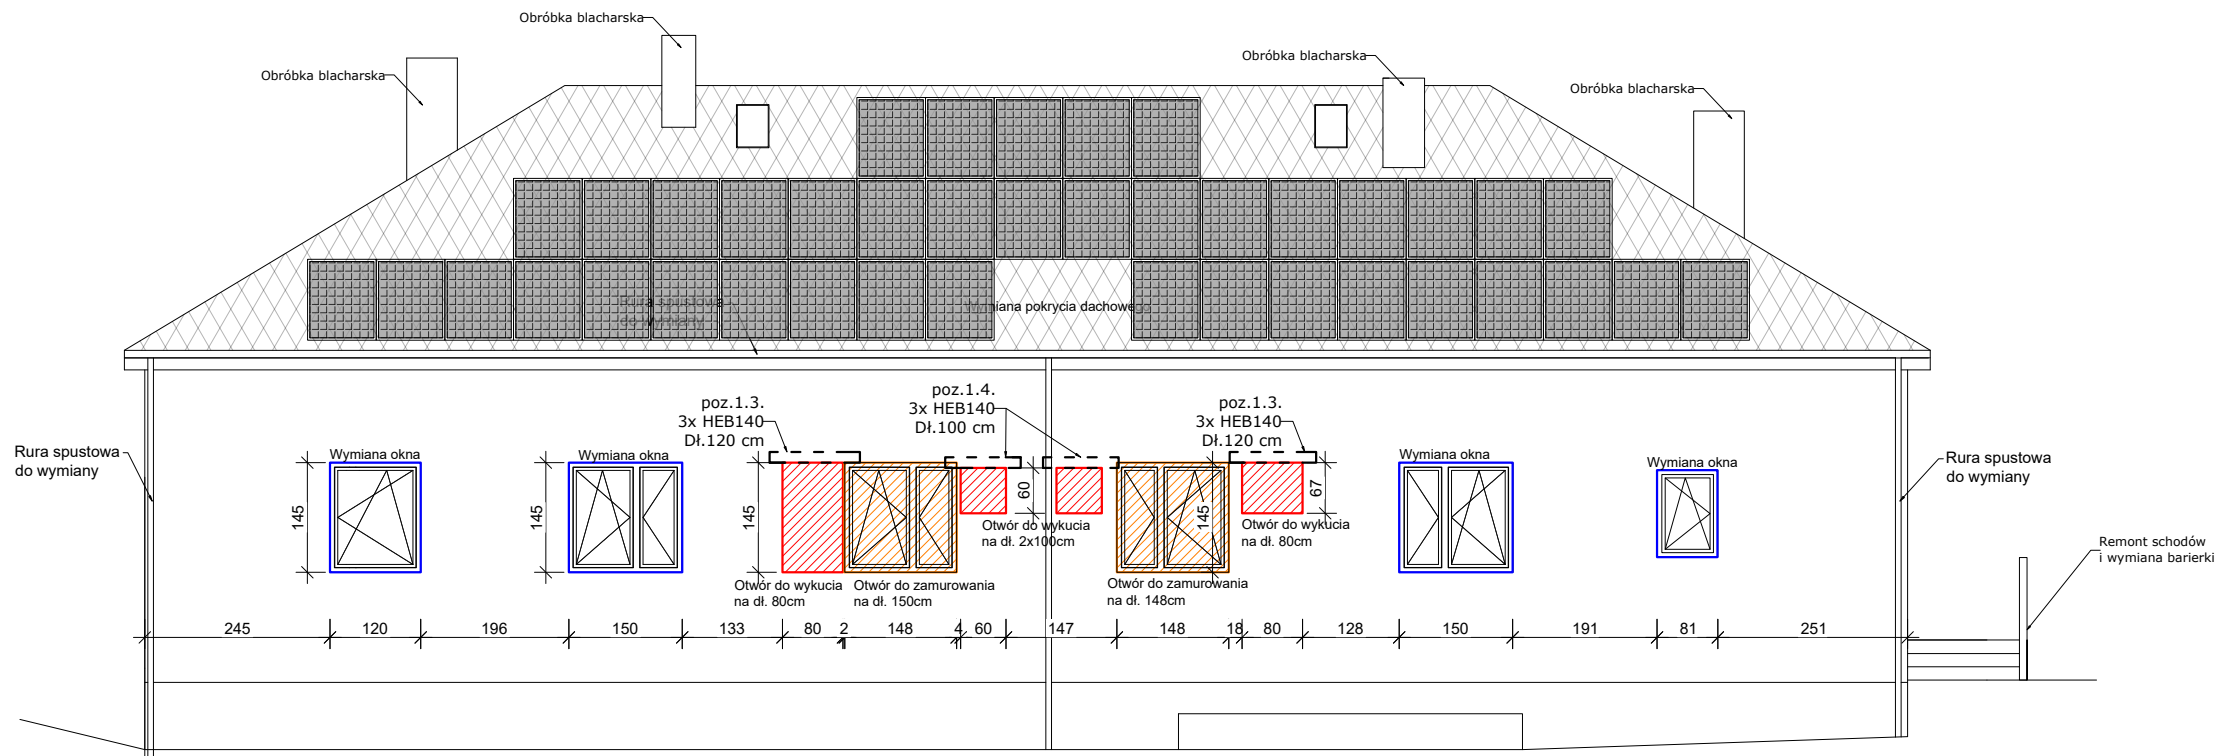 Obróbka blacharska
Obróbka blacharska
Obróbka blacharska
Obróbka blacharska
Rura spustowa
do wymiany
Wymiana pokrycia dachowego
poz.1.3.
3x HEB140
Dł.120 cm
poz.1.4.
3x HEB140
Dł.100 cm
poz.1.3.
3x HEB140
Dł.120 cm
Rura spustowa
do wymiany
Wymiana okna
Wymiana okna
Wymiana okna
Wymiana okna
Rura spustowa
do wymiany
145
145
145
60
145
67
Otwór do wykucia
na dł. 2x100cm
Otwór do wykucia
na dł. 80cm
Remont schodów
i wymiana barierki
Otwór do wykucia
na dł. 80cm
Otwór do zamurowania
na dł. 150cm
Otwór do zamurowania
na dł. 148cm
245 120 196 150 133 80 2 148 4 60 147 148 18 80 128 150 191 81 251